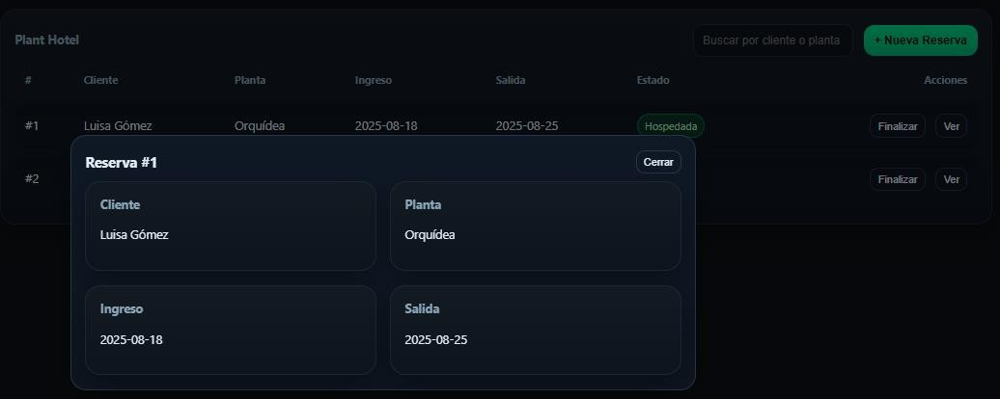 Plant Hotel
Buscar por cliente o planta
+ Nueva Reserva
# Cliente Planta Ingreso Salida Estado Acciones
#1 Luisa Gómez Orquídea 2025-08-18 2025-08-25 Hospedada Finalizar Ver
#2 Finalizar Ver
Reserva #1 Cerrar
Cliente
Luisa Gómez
Planta
Orquídea
Ingreso
2025-08-18
Salida
2025-08-25